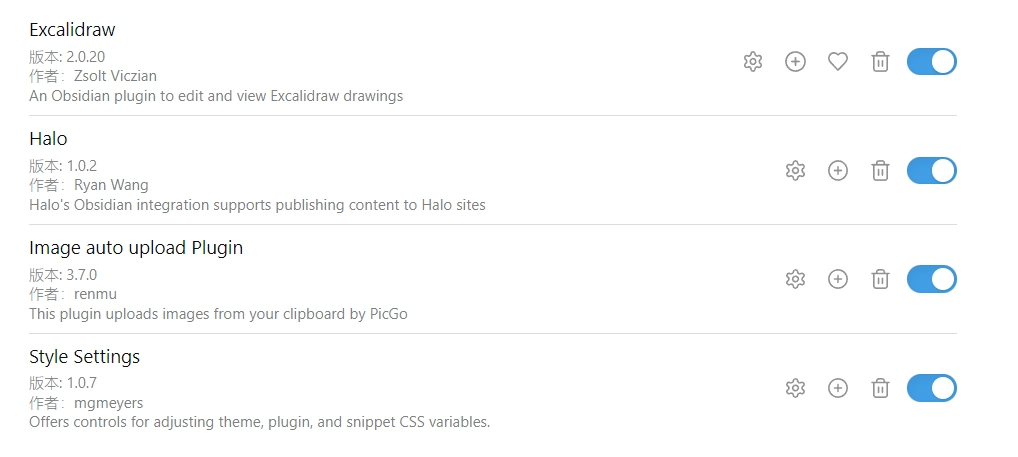 Excalidraw
版本: 2.0.20
作者：Zsolt Viczian
An Obsidian plugin to edit and view Excalidraw drawings
Halo
版本: 1.0.2
作者：Ryan Wang
Halo's Obsidian integration supports publishing content to Halo sites
Image auto upload Plugin
版本: 3.7.0
作者：renmu
This plugin uploads images from your clipboard by PicGo
Style Settings
版本: 1.0.7
作者：mgmeyers
Offers controls for adjusting theme, plugin, and snippet CSS variables.